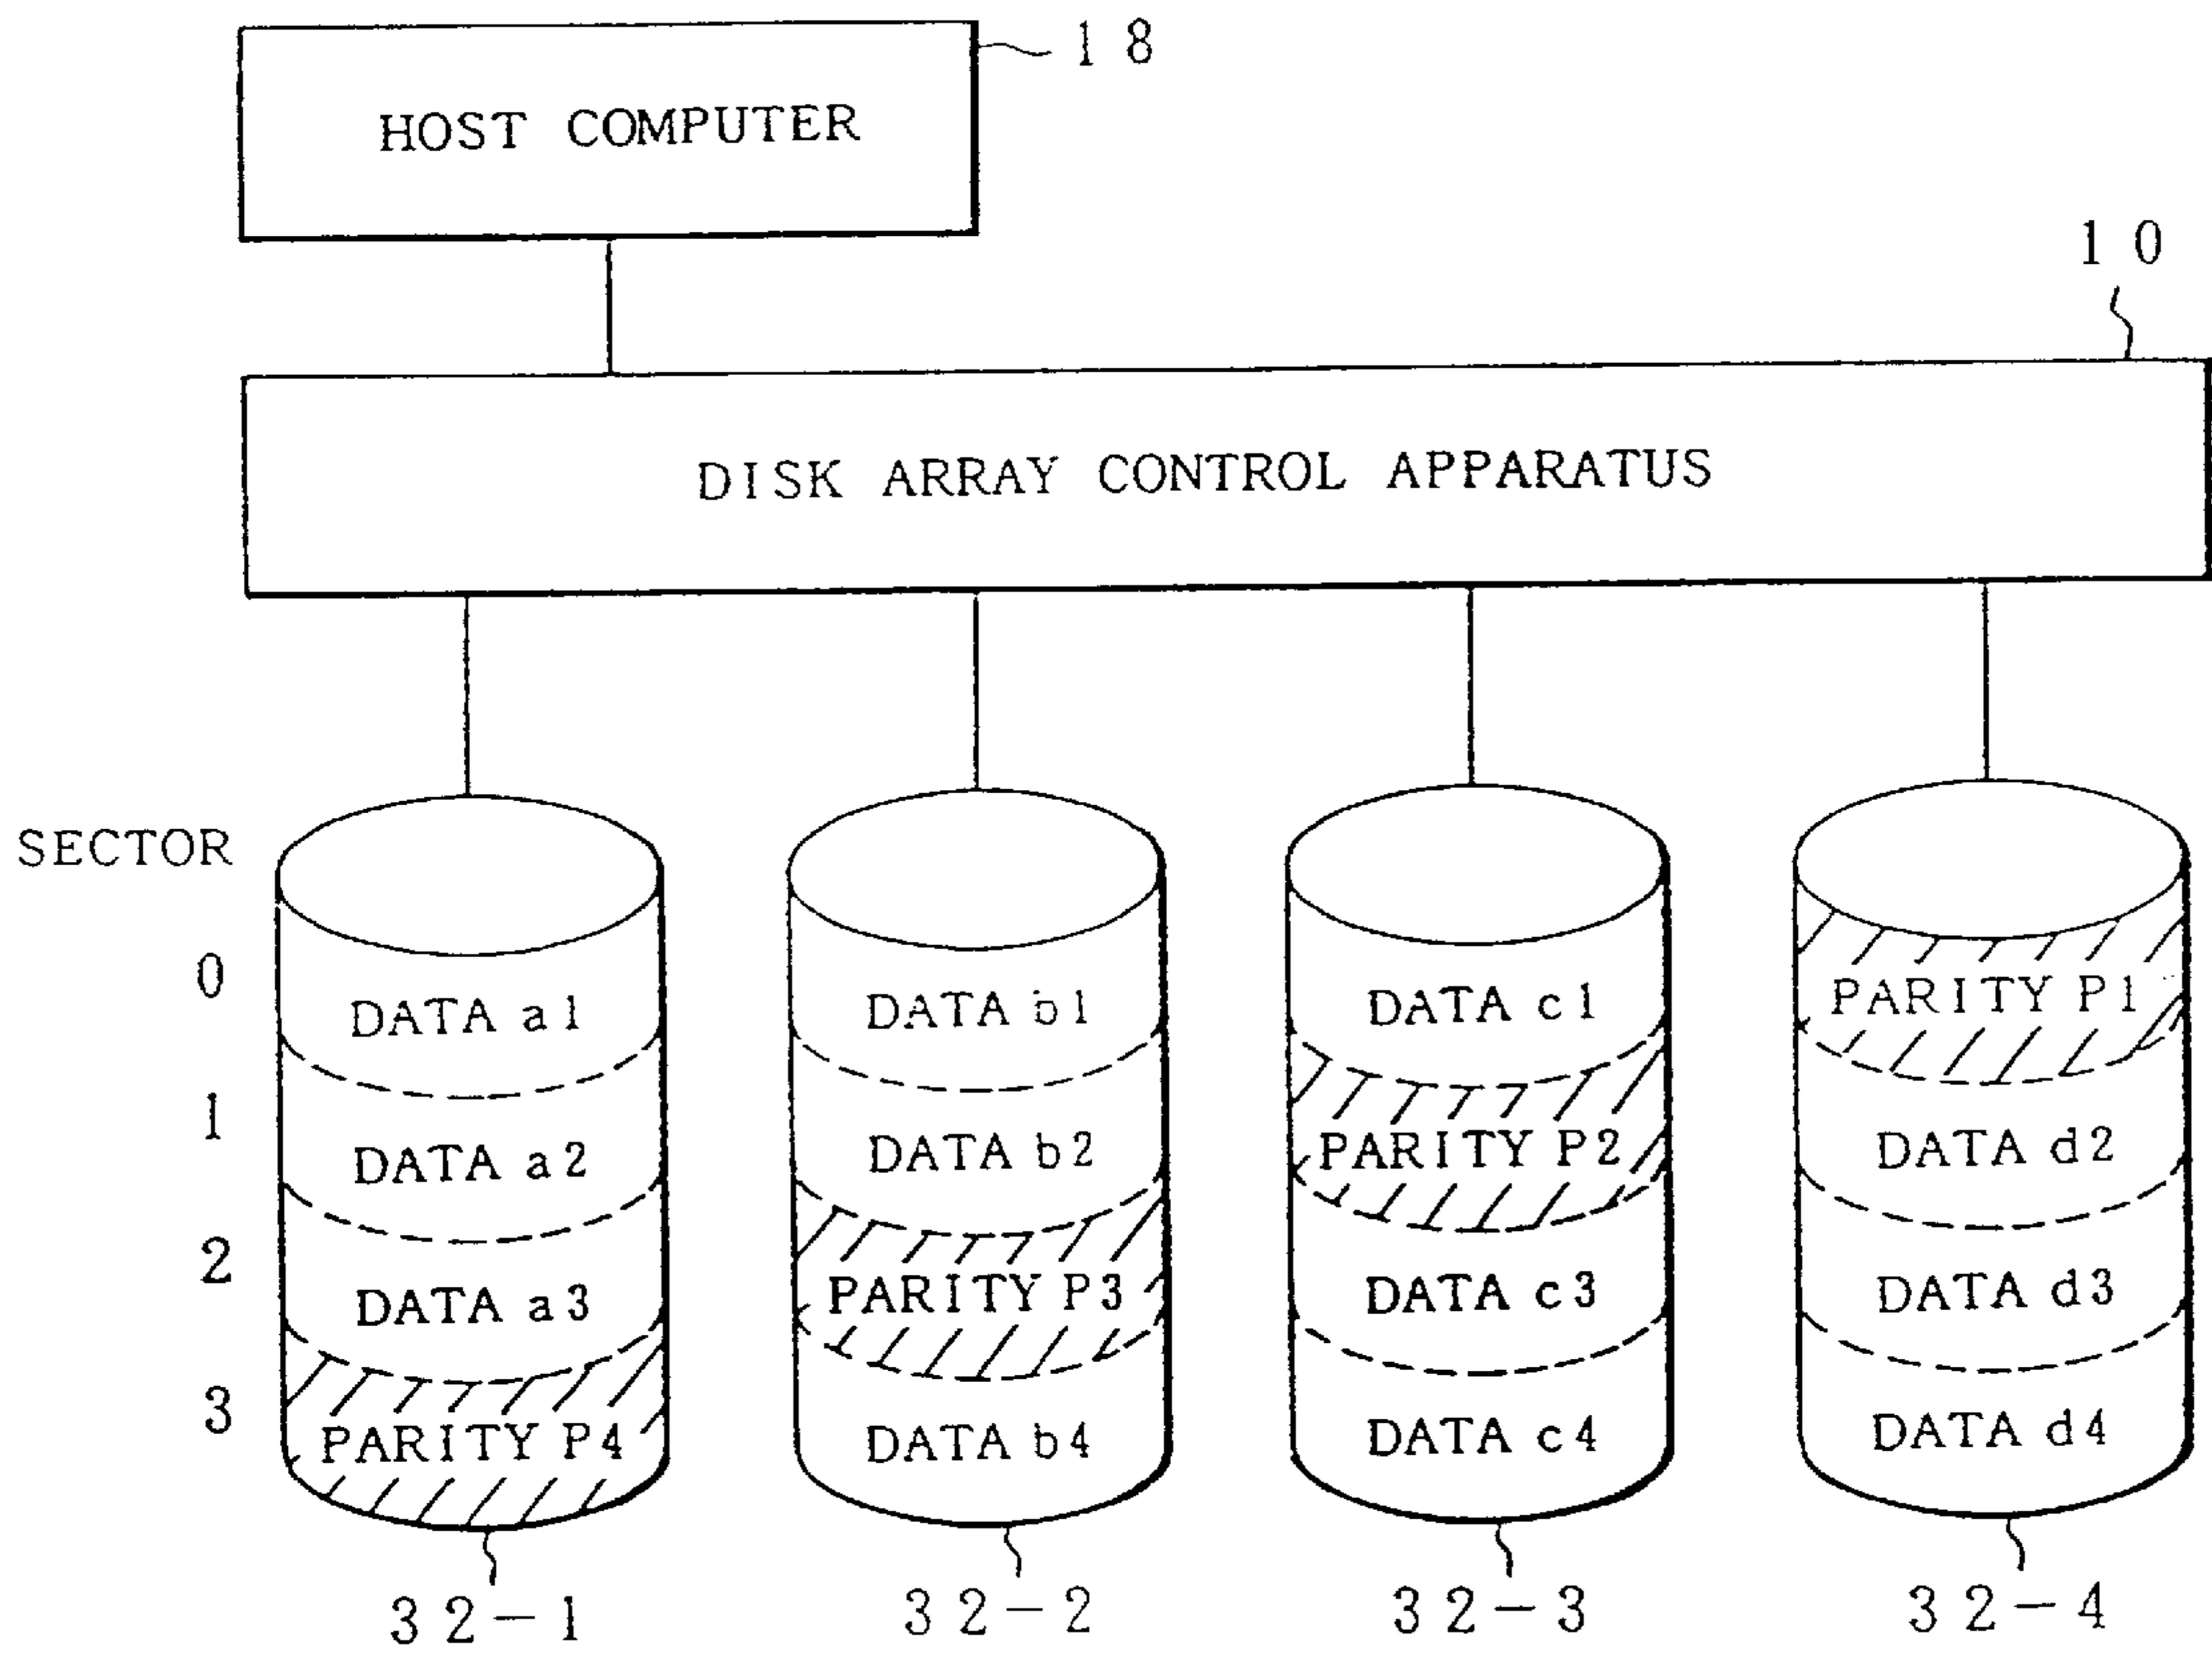 HOST COMPUTER
18
10
DISK ARRAY CONTROL APPARATUS
SECTOR
0 DATA a1 DATA b1 DATA c1 PARITY P1
1 DATA a2 DATA b2 PARITY P2 DATA d2
2 DATA a3 PARITY P3 DATA c3 DATA d3
3 PARITY P4 DATA b4 DATA c4 DATA d4
32-1 32-2 32-3 32-4